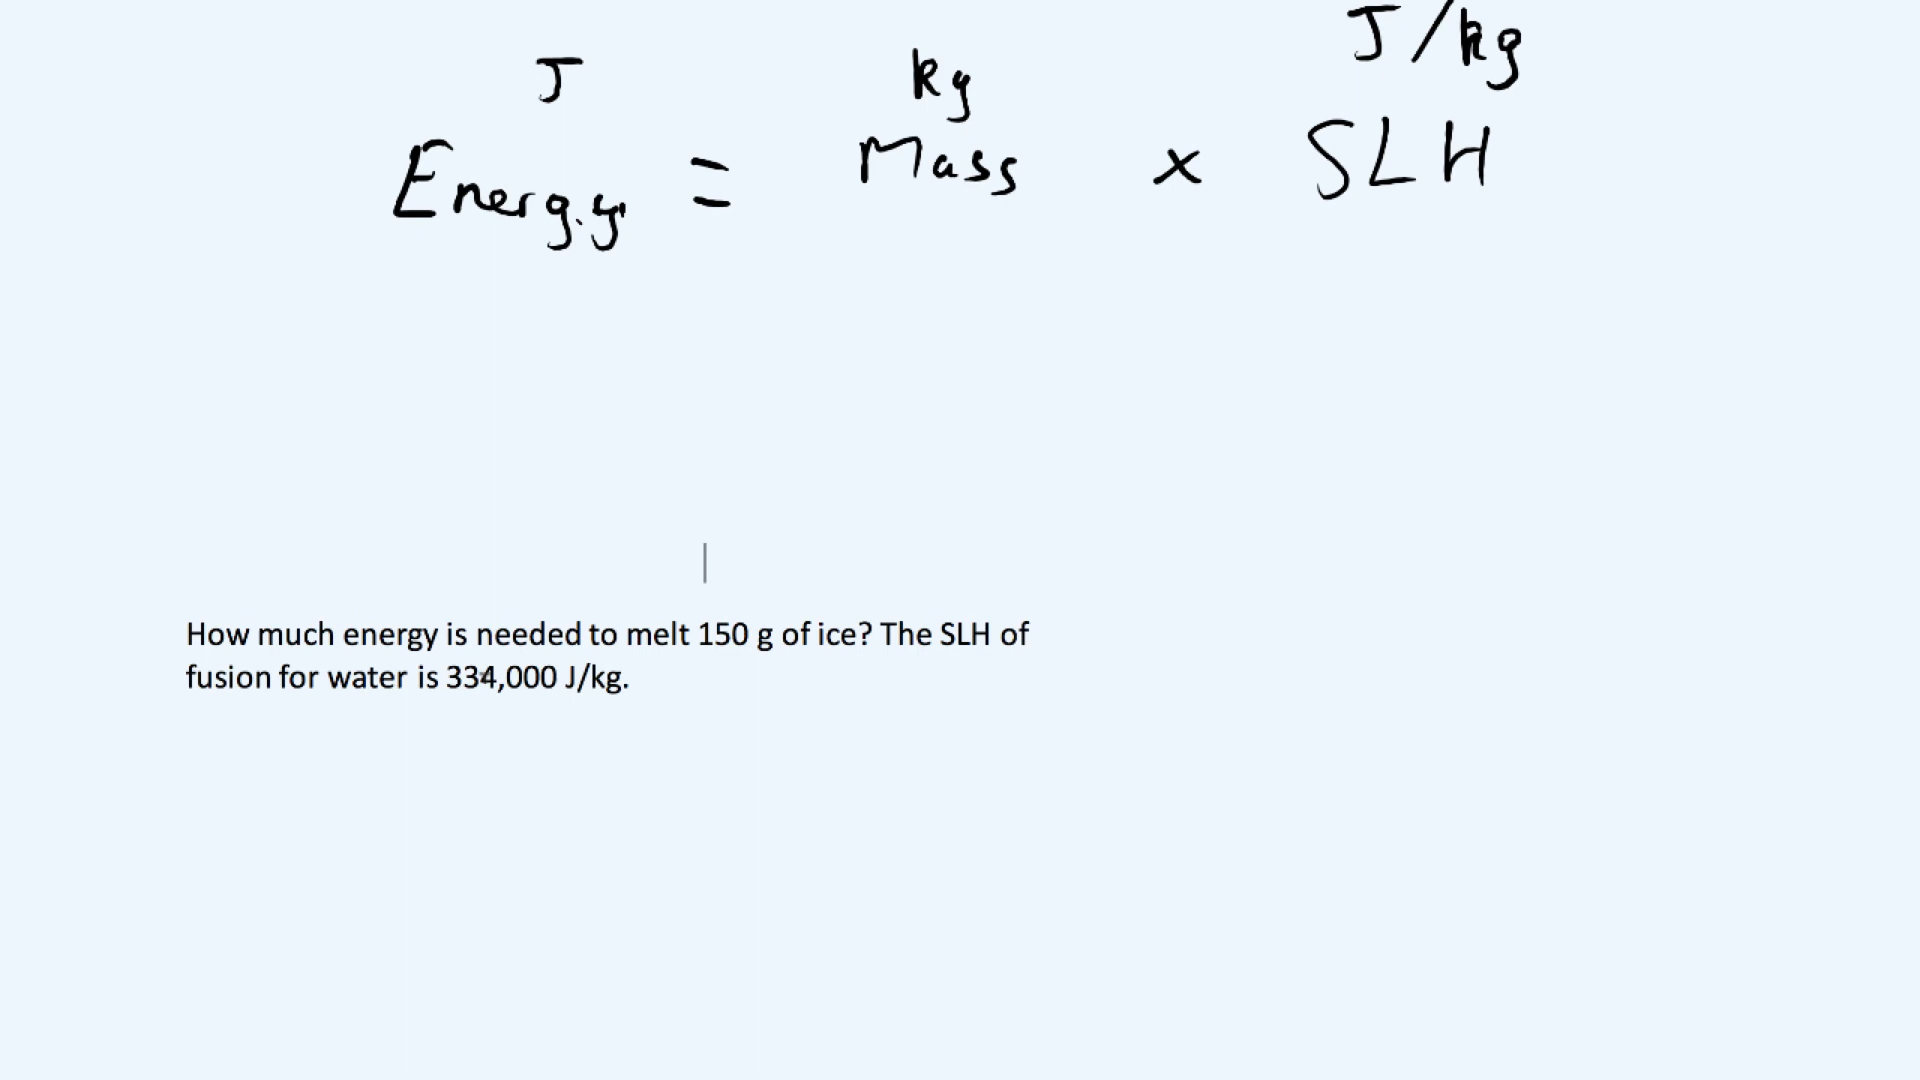 J kg J/kg
Energy = Mass x SLH
How much energy is needed to melt 150 g of ice? The SLH of
fusion for water is 334,000 J/kg.